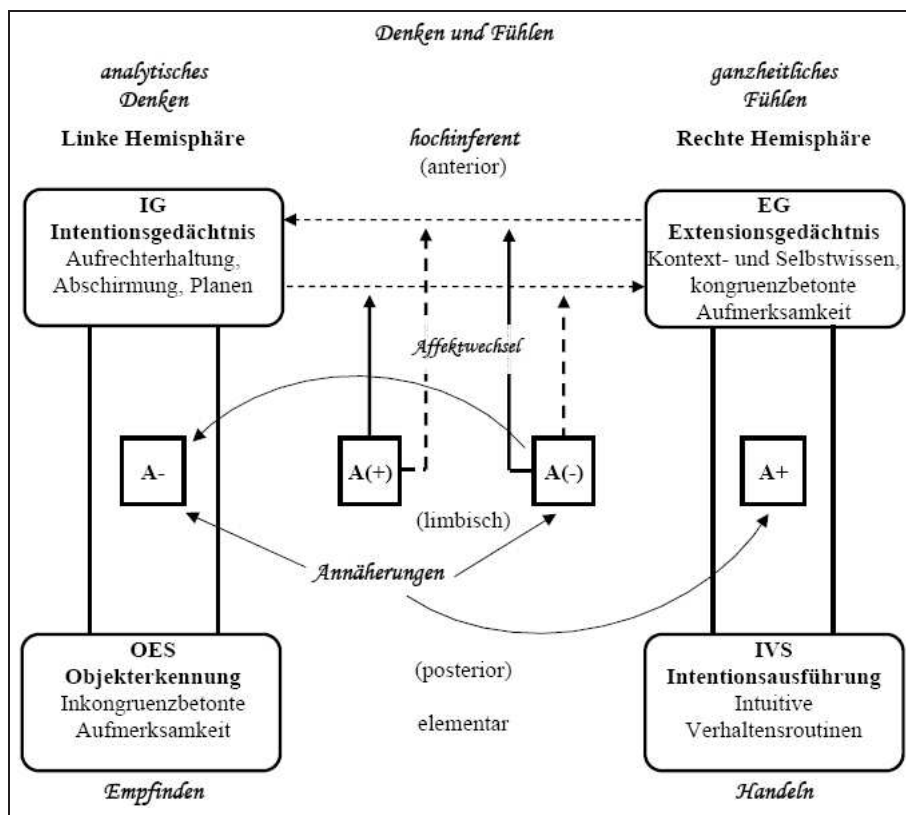 Denken und Fühlen
analytisches
Denken
ganzheitliches
Fühlen
Linke Hemisphäre
hochinferent
Rechte Hemisphäre
(anterior)
IG
Intentionsgedächtnis
Aufrechterhaltung,
Abschirmung, Planen
EG
Extensionsgedächtnis
Kontext- und Selbstwissen,
kongruenzbetonte
Aufmerksamkeit
Affektwechsel
A-
A(+)
A(-)
A+
(limbisch)
Annäherungen
OES
Objekterkennung
Inkongruenzbetonte
Aufmerksamkeit
(posterior)
elementar
IVS
Intentionsausführung
Intuitive
Verhaltensroutinen
Empfinden
Handeln